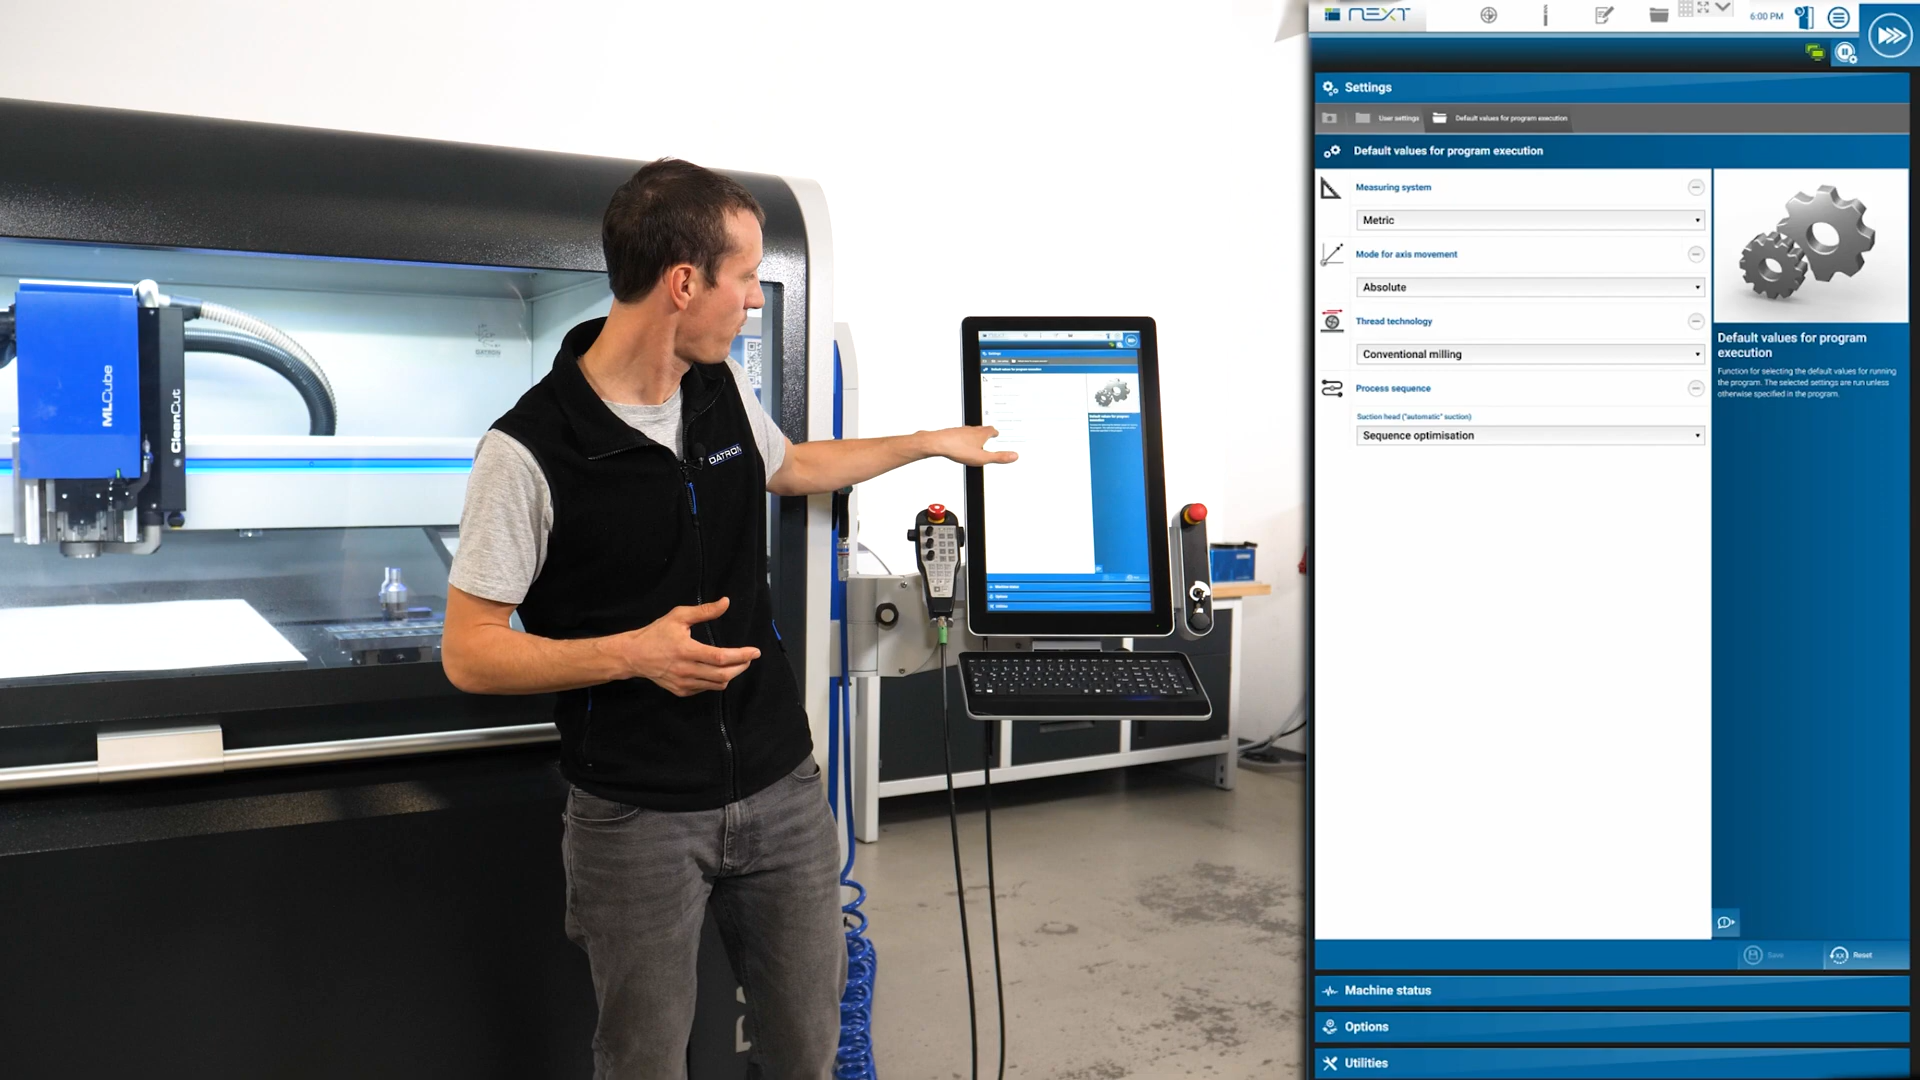 MLCube
CleanCut
DATRON
DATRON
NEXT
6:00 PM
Settings
User settings
Default values for program execution
Default values for program execution
Measuring system
Metric
Mode for axis movement
Absolute
Thread technology
Conventional milling
Process sequence
Suction head ("automatic" suction)
Sequence optimisation
Default values for program
execution
Function for selecting the default values for running
the program. The selected settings are run unless
otherwise specified in the program.
Save
Reset
Machine status
Options
Utilities